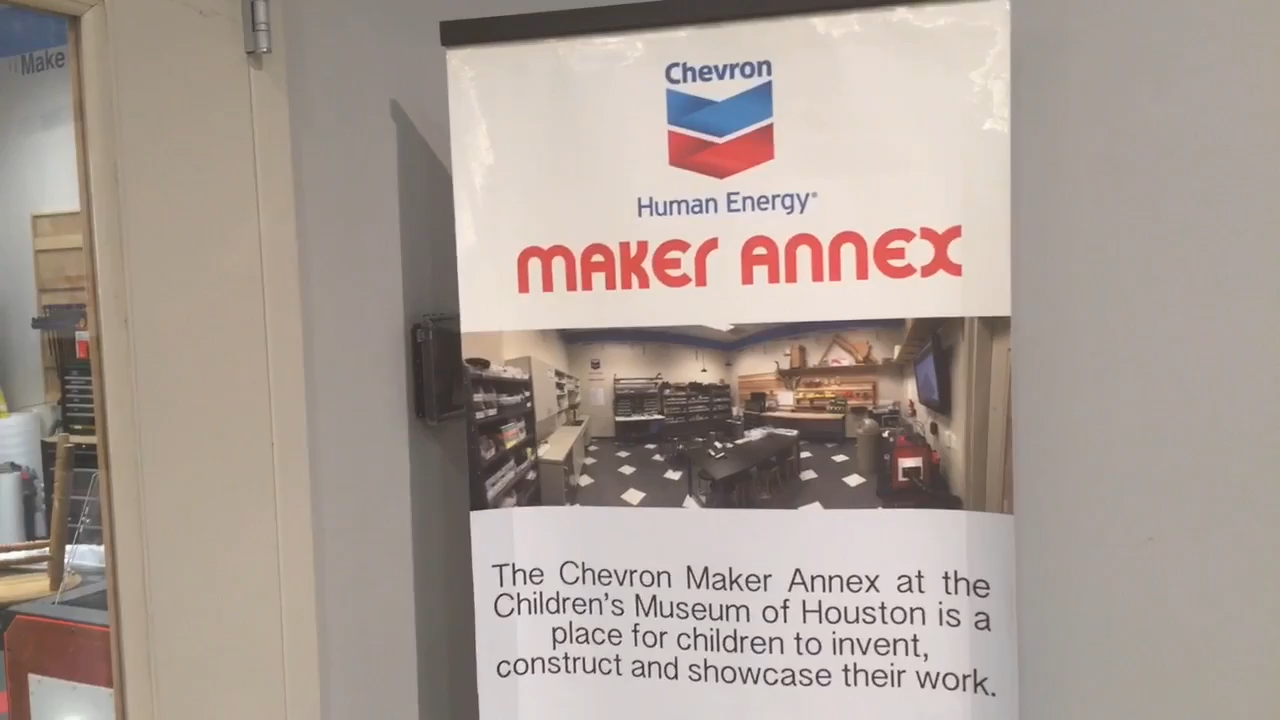 Make
Chevron
Human Energy®
MAKER ANNEX
The Chevron Maker Annex at the
Children's Museum of Houston is a
place for children to invent,
construct and showcase their work.